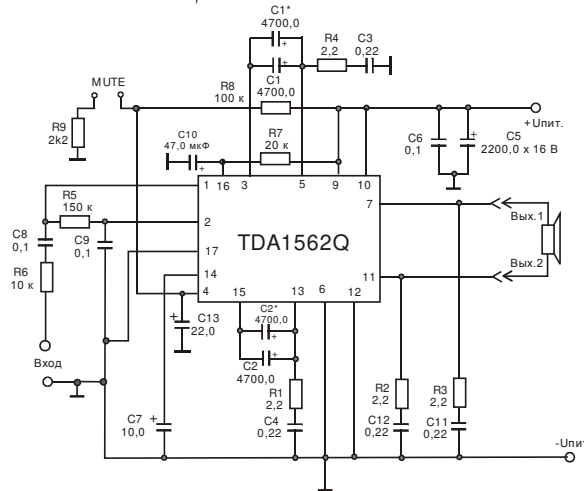 C1*
4700,0
R4
2,2
C3
0,22
MUTE
R8
100 к
C1
4700,0
+Uпит.
R9
2k2
C10
47,0 мкФ
R7
20 к
C6
0,1
C5
2200,0 x 16 В
1
16
3
5
9
10
7
R5
150 к
2
Вых.1
C8
0,1
C9
0,1
17
TDA1562Q
Вых.2
R6
10 к
14
11
4
15
13
6
12
C13
22,0
C2*
4700,0
Вход
C2
4700,0
R1
2,2
R2
2,2
R3
2,2
C7
10,0
C4
0,22
C12
0,22
C11
0,22
-Uпит